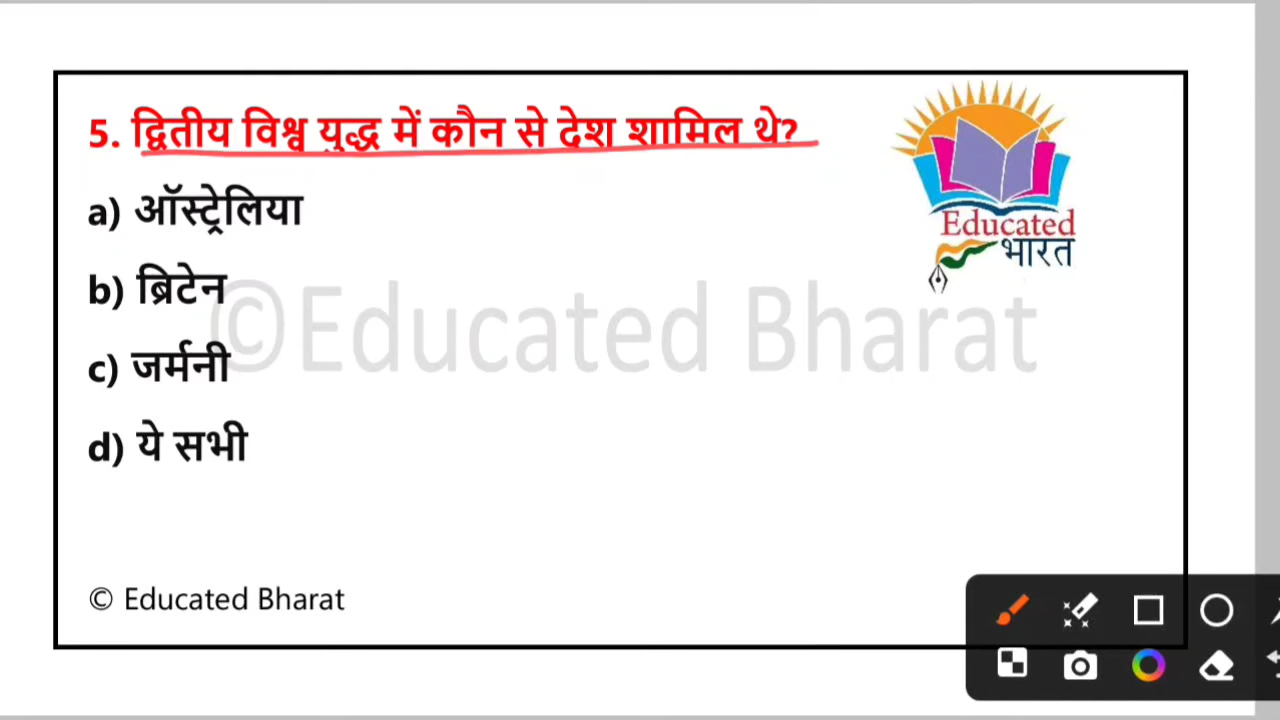 5. द्वितीय विश्व युद्ध में कौन से देश शामिल थे?
a) ऑस्ट्रेलिया
b) ब्रिटेन
c) जर्मनी
d) ये सभी
© Educated Bharat
Educated
भारत
©Educated Bharat